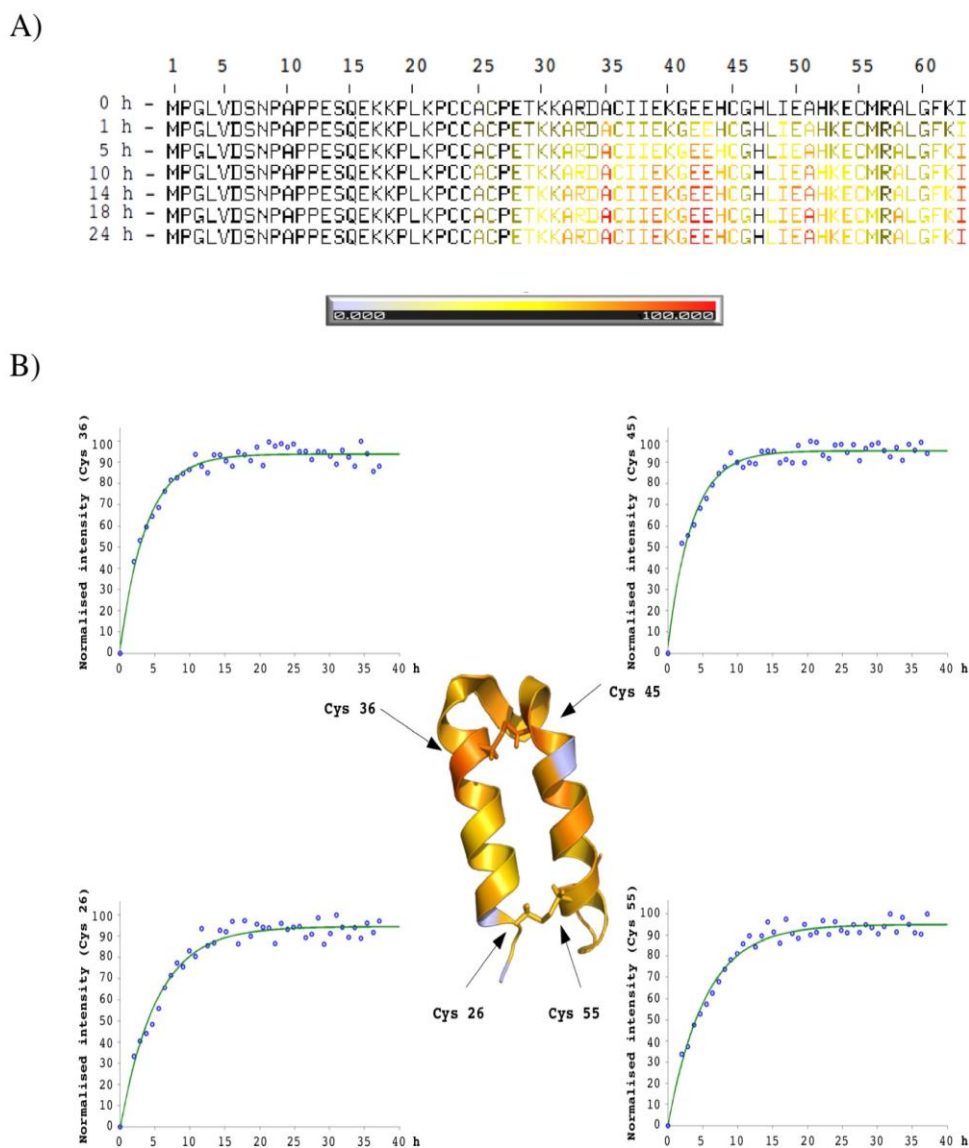 A)
1 5 10 15 20 25 30 35 40 45 50 55 60
0 h - MPGLVDSNPAPPESQEKKPLKPCCACPETKKARDACIIEKGEEHCGHLIEAHKECMRALGFKI
1 h - MPGLVDSNPAPPESQEKKPLKPCCACPETKKARDACIIEKGEEHCGHLIEAHKECMRALGFKI
5 h - MPGLVDSNPAPPESQEKKPLKPCCACPETKKARDACIIEKGEEHCGHLIEAHKECMRALGFKI
10 h - MPGLVDSNPAPPESQEKKPLKPCCACPETKKARDACIIEKGEEHCGHLIEAHKECMRALGFKI
14 h - MPGLVDSNPAPPESQEKKPLKPCCACPETKKARDACIIEKGEEHCGHLIEAHKECMRALGFKI
18 h - MPGLVDSNPAPPESQEKKPLKPCCACPETKKARDACIIEKGEEHCGHLIEAHKECMRALGFKI
24 h - MPGLVDSNPAPPESQEKKPLKPCCACPETKKARDACIIEKGEEHCGHLIEAHKECMRALGFKI
0.000 100.000
B)
Normalised intensity (Cys 36)
100
90
80
70
60
50
40
30
20
10
0
0 5 10 15 20 25 30 35 40 h
Normalised intensity (Cys 45)
100
90
80
70
60
50
40
30
20
10
0
0 5 10 15 20 25 30 35 40 h
Cys 36
Cys 45
Cys 26
Cys 55
Normalised intensity (Cys 26)
100
90
80
70
60
50
40
30
20
10
0
0 5 10 15 20 25 30 35 40 h
Normalised intensity (Cys 55)
100
90
80
70
60
50
40
30
20
10
0
0 5 10 15 20 25 30 35 40 h